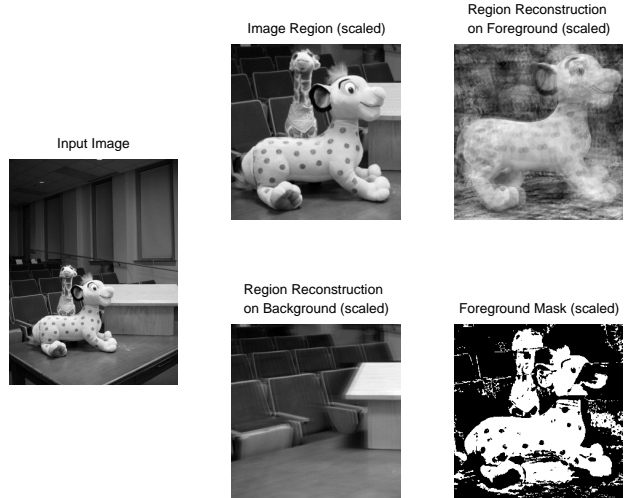 Input Image
Image Region (scaled)
Region Reconstruction
on Foreground (scaled)
Region Reconstruction
on Background (scaled)
Foreground Mask (scaled)